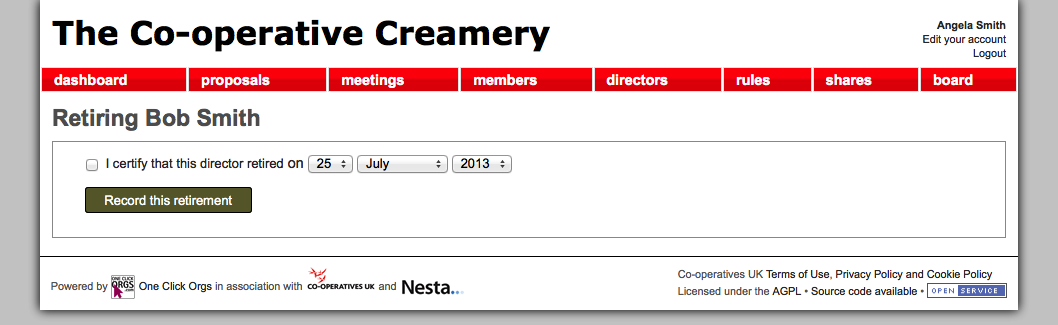 The Co-operative Creamery
Angela Smith
Edit your account
Logout
dashboard proposals meetings members directors rules shares board
Retiring Bob Smith
I certify that this director retired on 25 July 2013
Record this retirement
Powered by ONE CLICK ORGS .com One Click Orgs in association with CO-OPERATIVES UK and Nesta...
Co-operatives UK Terms of Use, Privacy Policy and Cookie Policy
Licensed under the AGPL • Source code available • OPEN SERVICE